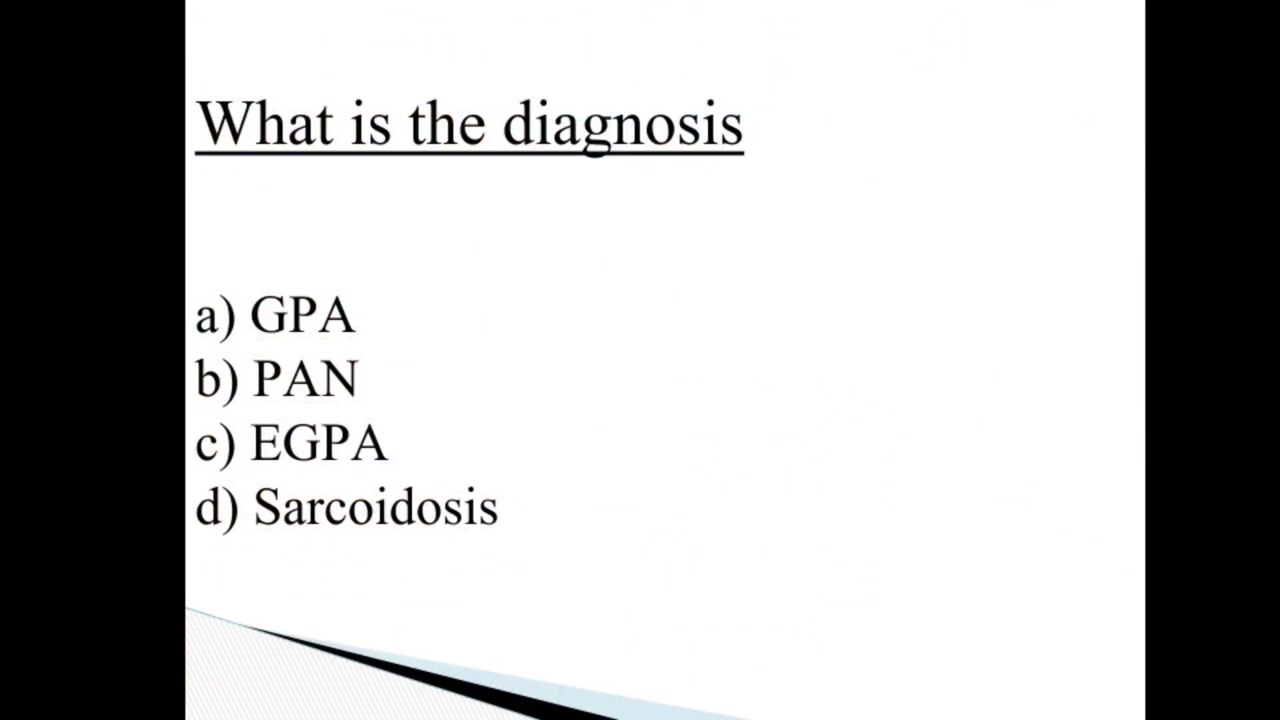 What is the diagnosis
a) GPA
b) PAN
c) EGPA
d) Sarcoidosis